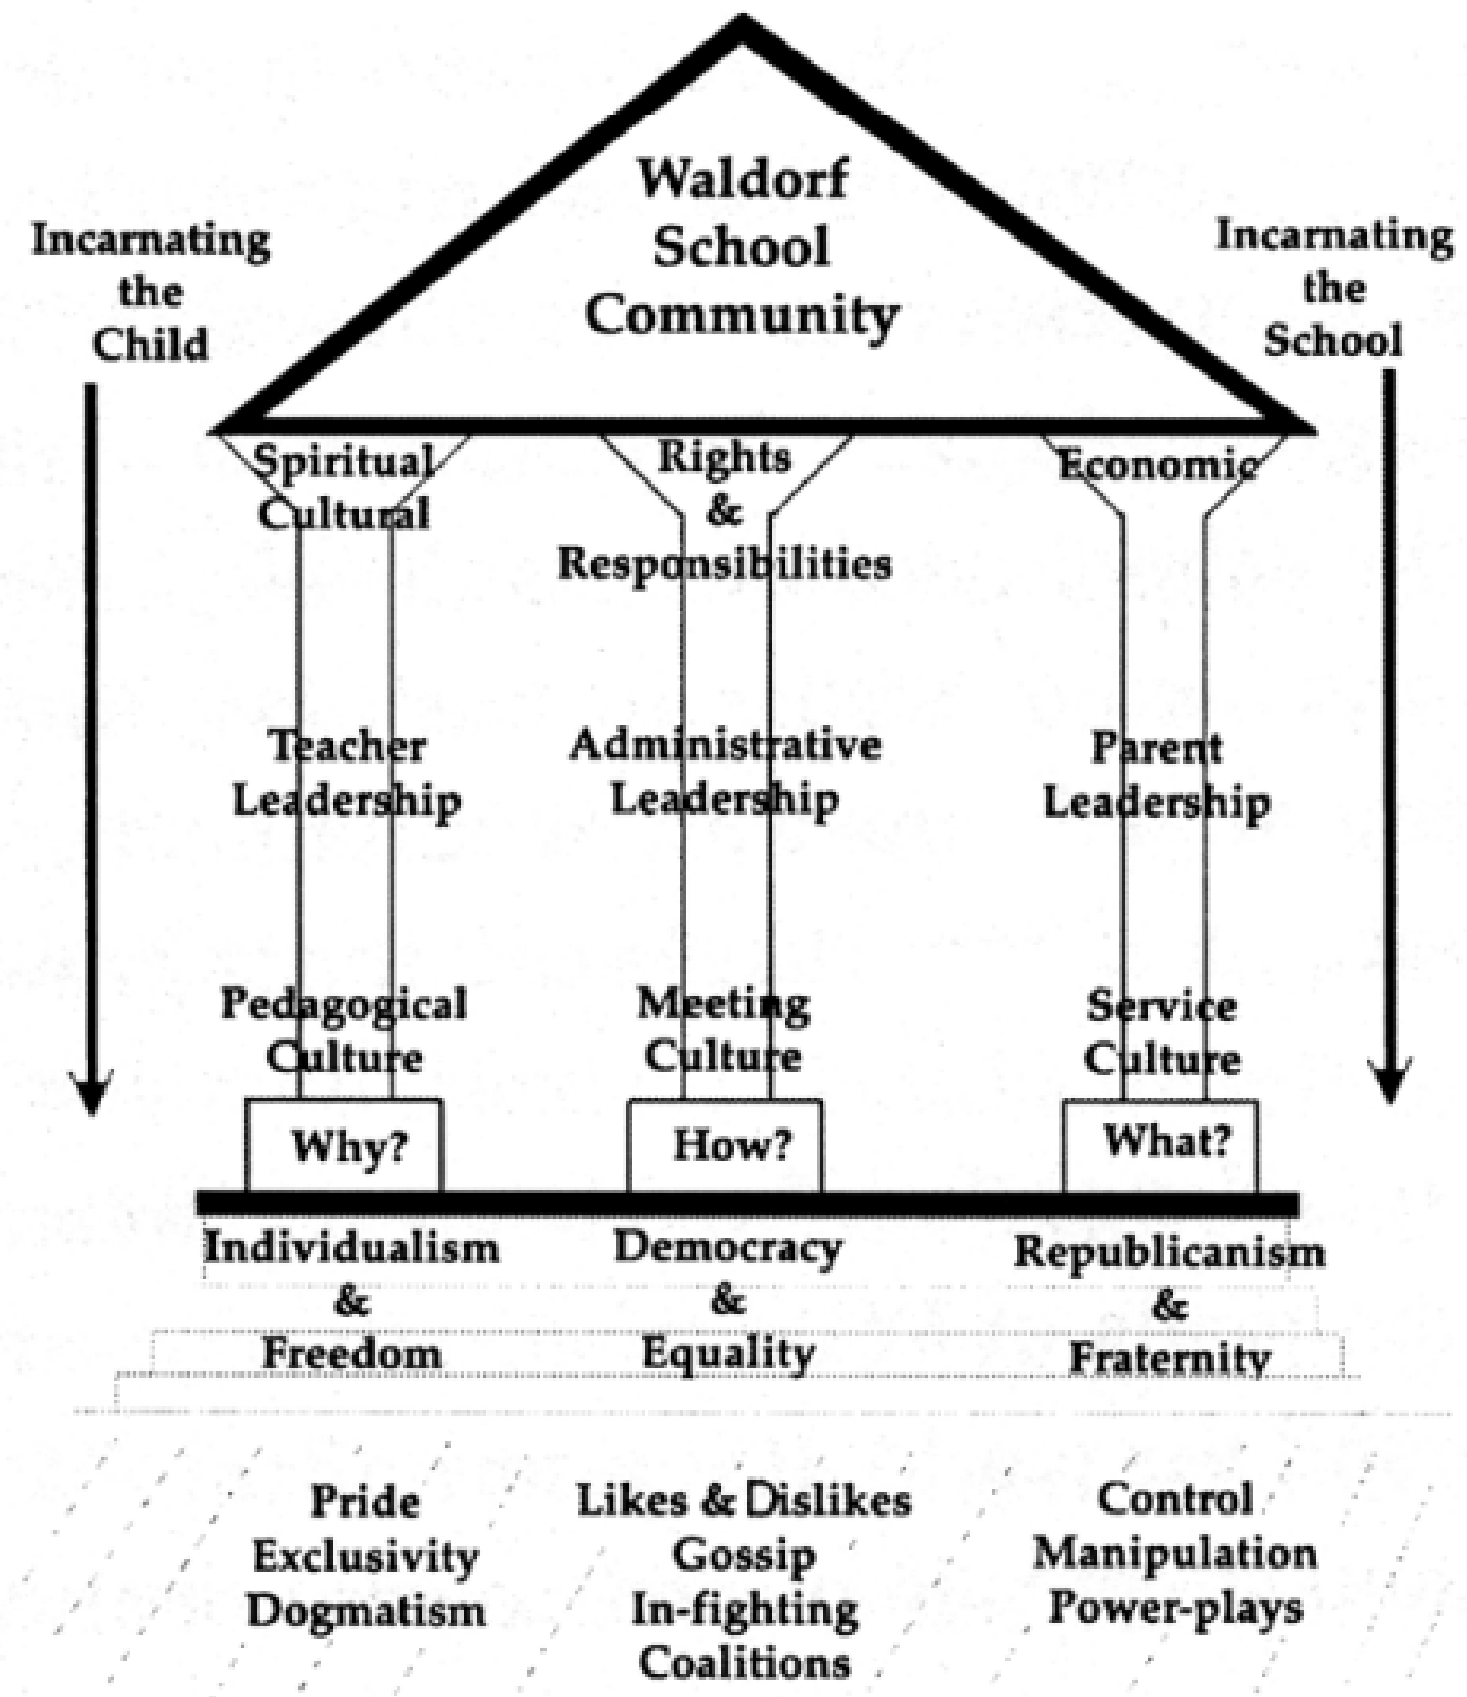 Waldorf
School
Community
Incarnating
the
Child
Incarnating
the
School
Spiritual
Cultural
Rights
&
Responsibilities
Economic
Teacher
Leadership
Administrative
Leadership
Parent
Leadership
Pedagogical
Culture
Meeting
Culture
Service
Culture
Why?
How?
What?
Individualism
&
Freedom
Democracy
&
Equality
Republicanism
&
Fraternity
Pride
Exclusivity
Dogmatism
Likes & Dislikes
Gossip
In-fighting
Coalitions
Control
Manipulation
Power-plays